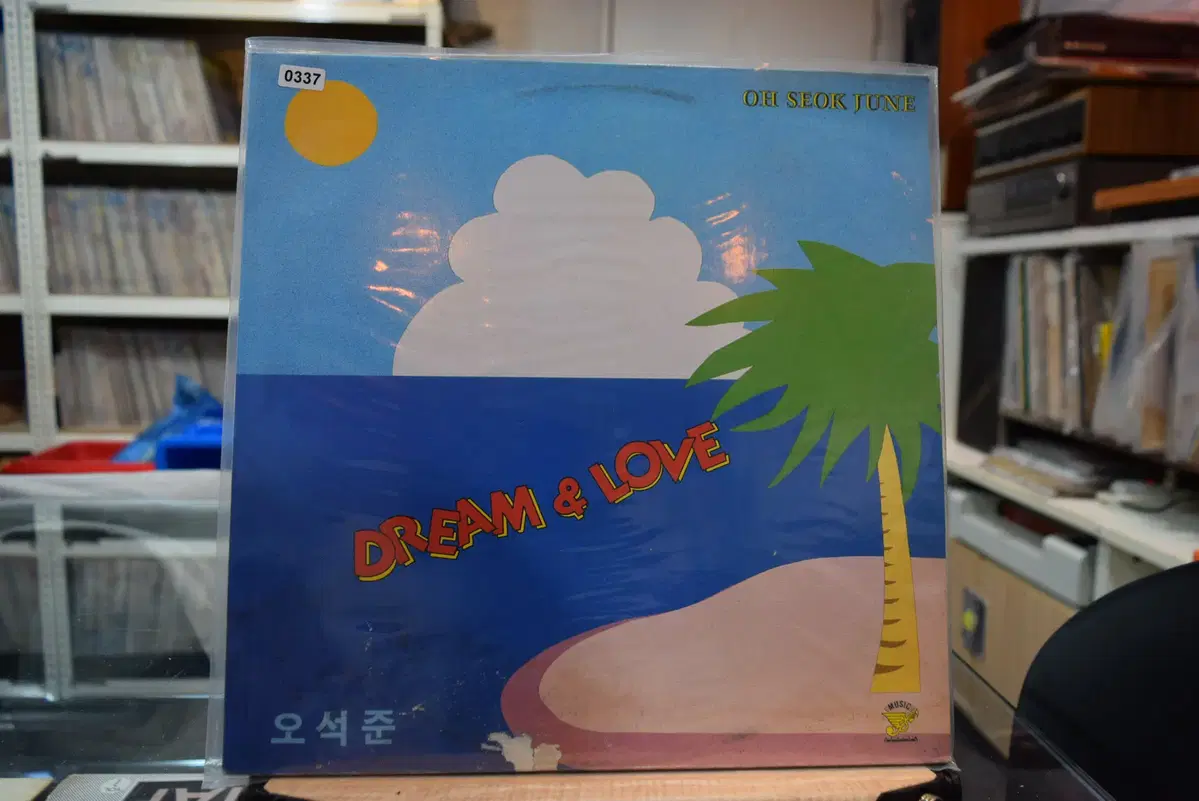 0337
OH SEOK JUNE
DREAM & LOVE
오석준
MUSIC